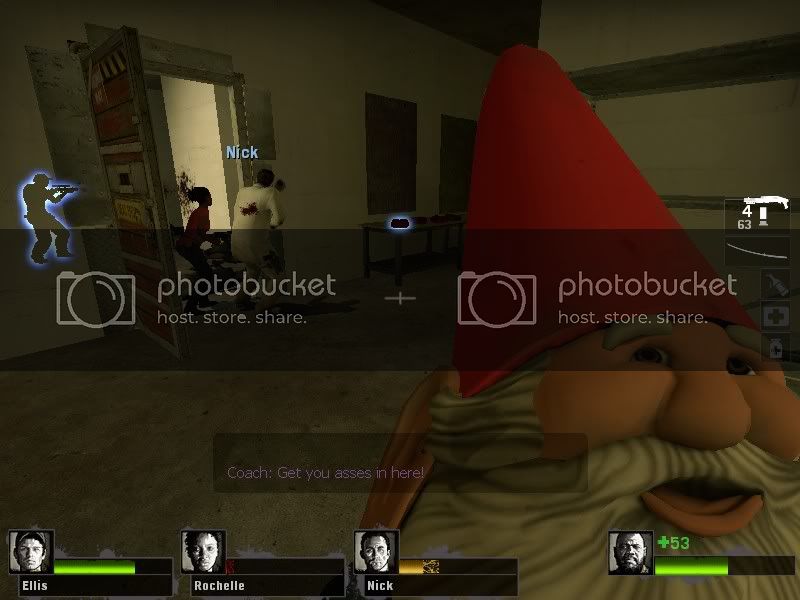 Nick
4
63
photobucket
host. store. share.
photobucket
host. store. share.
Coach: Get you asses in here!
+53
Ellis
Rochelle
Nick